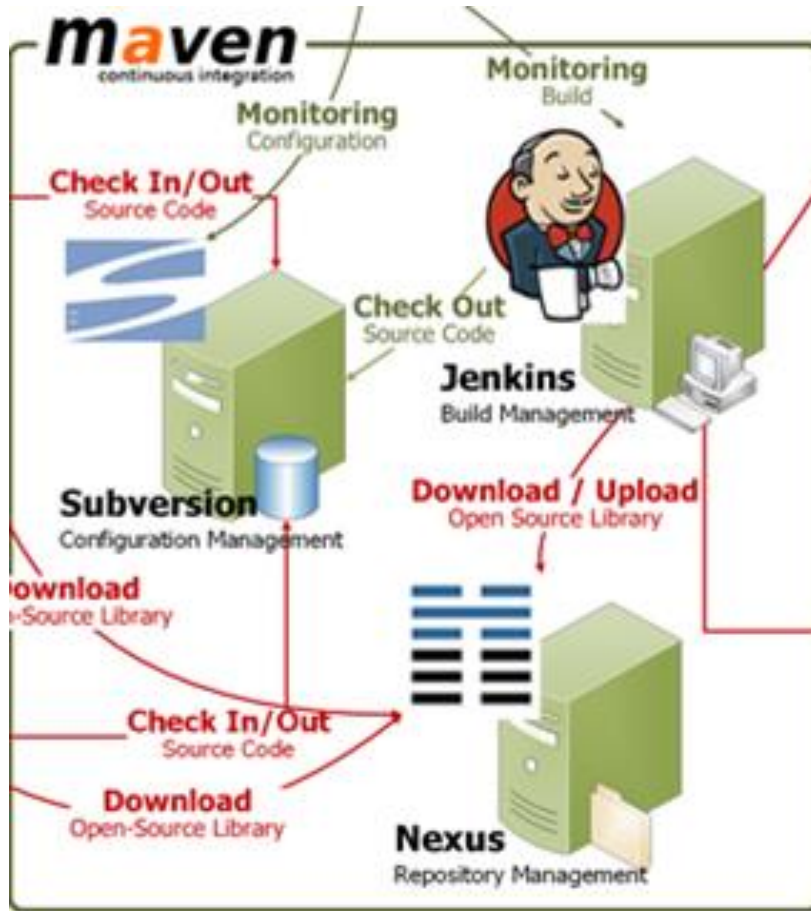 maven
continuous integration
Monitoring
Build
Monitoring
Configuration
Check In/Out
Source Code
Check Out
Source Code
Jenkins
Build Management
Download / Upload
Open Source Library
Subversion
Configuration Management
ownload
-Source Library
Check In/Out
Source Code
Download
Open-Source Library
Nexus
Repository Management